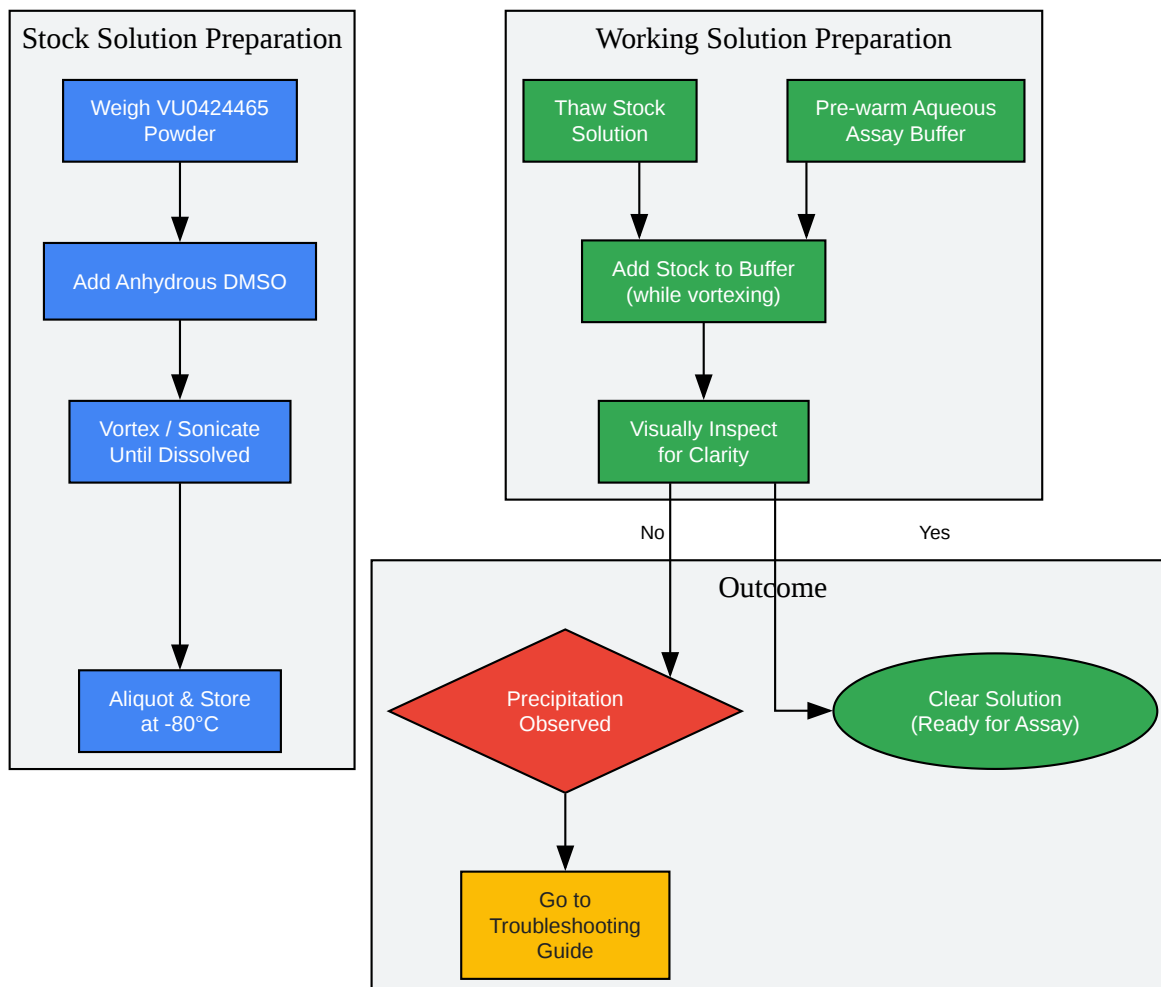 Stock Solution Preparation
Weigh VU0424465
Powder
Add Anhydrous DMSO
Vortex / Sonicate
Until Dissolved
Aliquot & Store
at -80°C
Working Solution Preparation
Thaw Stock
Solution
Pre-warm Aqueous
Assay Buffer
Add Stock to Buffer
(while vortexing)
Visually Inspect
for Clarity
No
Yes
Outcome
Precipitation
Observed
Clear Solution
(Ready for Assay)
Go to
Troubleshooting
Guide